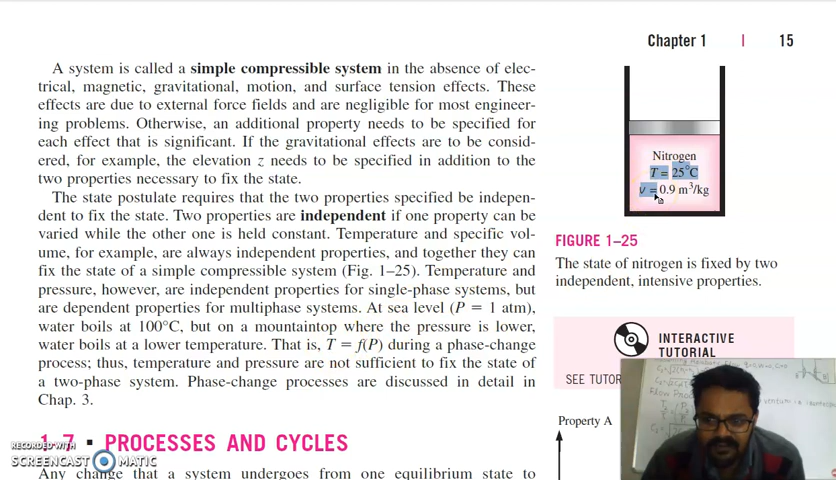 Chapter 1 | 15
A system is called a simple compressible system in the absence of elec-
trical, magnetic, gravitational, motion, and surface tension effects. These
effects are due to external force fields and are negligible for most engineer-
ing problems. Otherwise, an additional property needs to be specified for
each effect that is significant. If the gravitational effects are to be consid-
ered, for example, the elevation z needs to be specified in addition to the
two properties necessary to fix the state.
The state postulate requires that the two properties specified be indepen-
dent to fix the state. Two properties are independent if one property can be
varied while the other one is held constant. Temperature and specific vol-
ume, for example, are always independent properties, and together they can
fix the state of a simple compressible system (Fig. 1–25). Temperature and
pressure, however, are independent properties for single-phase systems, but
are dependent properties for multiphase systems. At sea level (P = 1 atm),
water boils at 100°C, but on a mountaintop where the pressure is lower,
water boils at a lower temperature. That is, T = f(P) during a phase-change
process; thus, temperature and pressure are not sufficient to fix the state of
a two-phase system. Phase-change processes are discussed in detail in
Chap. 3.
1–7 ▪ PROCESSES AND CYCLES
Any change that a system undergoes from one equilibrium state to
Nitrogen
T = 25°C
v = 0.9 m³/kg
FIGURE 1–25
The state of nitrogen is fixed by two
independent, intensive properties.
INTERACTIVE
TUTORIAL
SEE TUTOR
Property A
RECORDED WITH
SCREENCAST MATIC